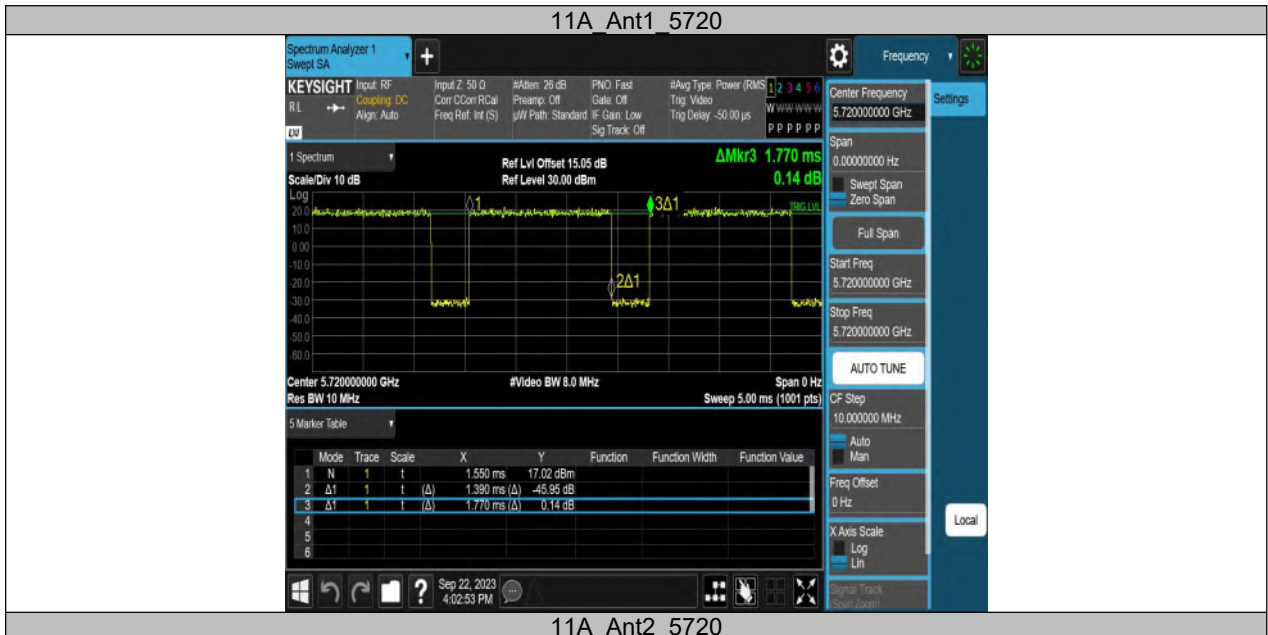 11A_Ant1_5720
Spectrum Analyzer 1
Swept SA
+
Frequency
KEYSIGHT
RL
LXI
Input: RF
Coupling: DC
Align: Auto
Input Z: 50 Ω
Corr CCorr RCal
Freq Ref: Int (S)
#Atten: 26 dB
Preamp: Off
µW Path: Standard
PNO: Fast
Gate: Off
IF Gain: Low
Sig Track: Off
#Avg Type: Power (RMS
Trig: Video
Trig Delay: -50.00 µs
1 2 3 4 5 6
W W W W W W
P P P P P P
Center Frequency
5.720000000 GHz
Settings
Span
0.00000000 Hz
Swept Span
Zero Span
Full Span
Start Freq
5.720000000 GHz
Stop Freq
5.720000000 GHz
AUTO TUNE
CF Step
10.000000 MHz
Auto
Man
Freq Offset
0 Hz
X Axis Scale
Log
Lin
Signal Track
(Span Zoom)
Local
1 Spectrum
Scale/Div 10 dB
Log
Ref Lvl Offset 15.05 dB
Ref Level 30.00 dBm
ΔMkr3 1.770 ms
0.14 dB
20.0
10.0
0.00
-10.0
-20.0
-30.0
-40.0
-50.0
-60.0
1
3Δ1
2Δ1
TRIG LVL
Center 5.720000000 GHz
#Video BW 8.0 MHz
Span 0 Hz
Res BW 10 MHz
Sweep 5.00 ms (1001 pts)
5 Marker Table
Mode Trace Scale X Y Function Function Width Function Value
1 N 1 t 1.550 ms 17.02 dBm
2 Δ1 1 t (Δ) 1.390 ms (Δ) -45.95 dB
3 Δ1 1 t (Δ) 1.770 ms (Δ) 0.14 dB
4
5
6
?
Sep 22, 2023
4:02:53 PM
11A_Ant2_5720